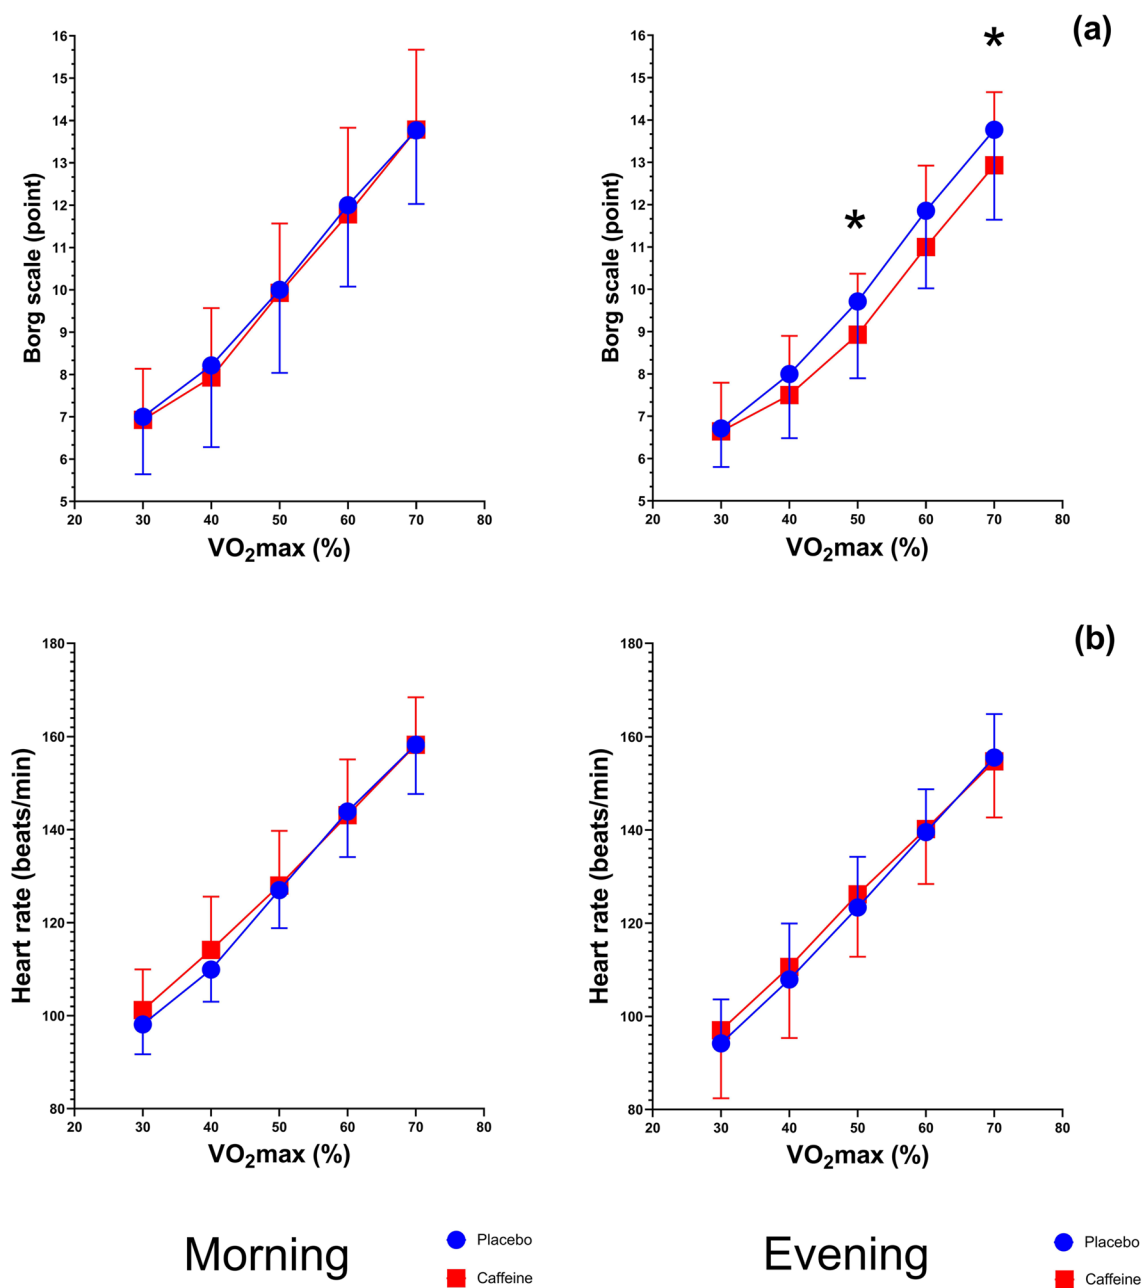 (a)
16
15
14
13
12
11
10
9
8
7
6
5
Borg scale (point)
20 30 40 50 60 70 80
VO₂max (%)
16
15
14
13
12
11
10
9
8
7
6
5
Borg scale (point)
*
*
20 30 40 50 60 70 80
VO₂max (%)
(b)
180
160
140
120
100
80
Heart rate (beats/min)
20 30 40 50 60 70 80
VO₂max (%)
180
160
140
120
100
80
Heart rate (beats/min)
20 30 40 50 60 70 80
VO₂max (%)
Morning
Placebo
Caffeine
Evening
Placebo
Caffeine